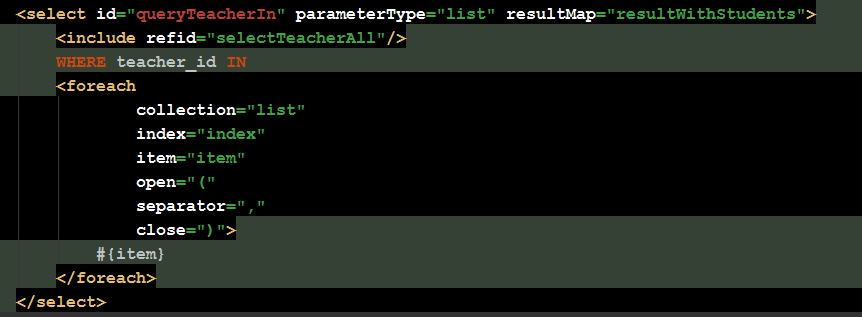 <select id="queryTeacherIn" parameterType="list" resultMap="resultWithStudents">
<include refid="selectTeacherAll"/>
WHERE teacher_id IN
<foreach
collection="list"
index="index"
item="item"
open="("
separator=","
close=")">
#{item}
</foreach>
</select>